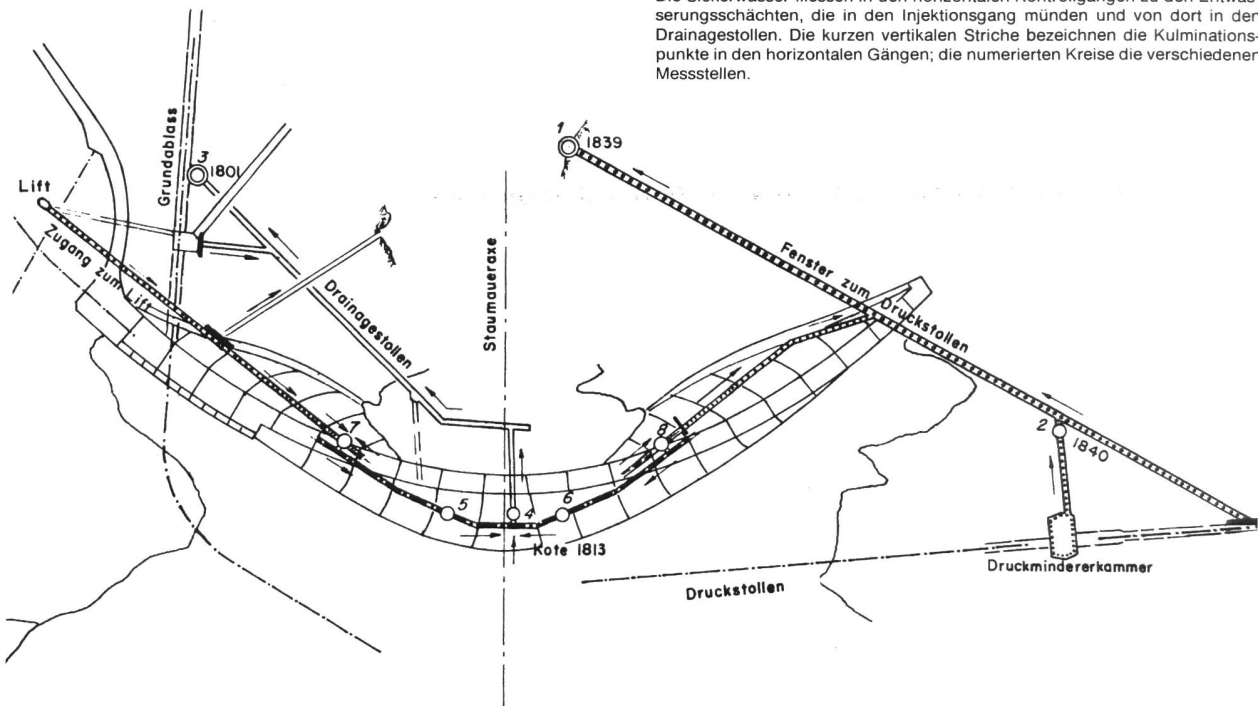 serungsschächten, die in den Injektionsgang münden und von dort in den
Drainagestollen. Die kurzen vertikalen Striche bezeichnen die Kulminations-
punkte in den horizontalen Gängen; die numerierten Kreise die verschiedenen
Messstellen.
1
1839
Grundablass
3
1801
Lift
Zugang zum Lift
Drainagestollen
Staumaueraxe
Fenster zum Druckstollen
7
8
2
1840
5
4
6
Kote 1813
Druckmindererkammer
Druckstollen